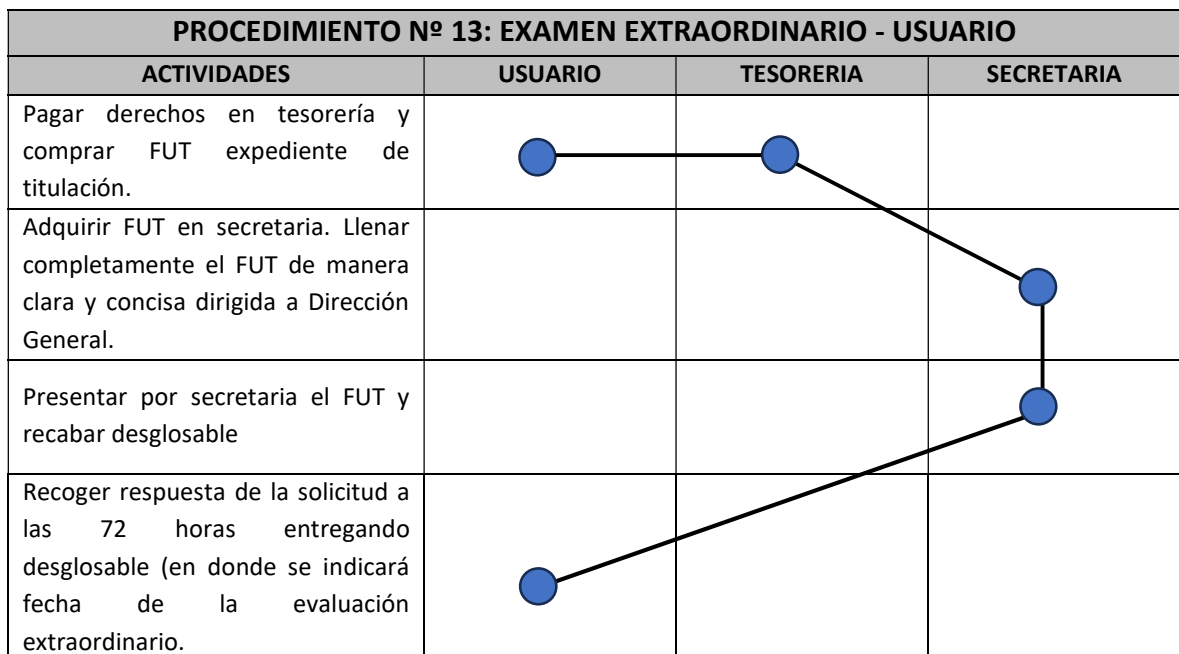 PROCEDIMIENTO Nº 13: EXAMEN EXTRAORDINARIO - USUARIO
ACTIVIDADES USUARIO TESORERIA SECRETARIA
Pagar derechos en tesorería y
comprar FUT expediente de
titulación.
Adquirir FUT en secretaria. Llenar
completamente el FUT de manera
clara y concisa dirigida a Dirección
General.
Presentar por secretaria el FUT y
recabar desglosable
Recoger respuesta de la solicitud a
las 72 horas entregando
desglosable (en donde se indicará
fecha de la evaluación
extraordinario.